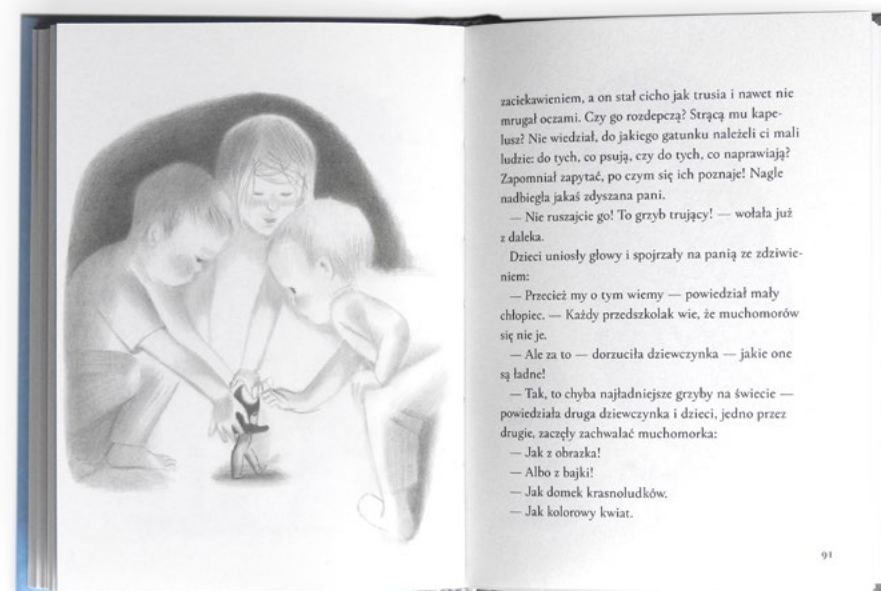 zaciekawieniem, a on stał cicho jak trusia i nawet nie
mrugał oczami. Czy go rozdepczą? Strącą mu kape-
lusz? Nie wiedział, do jakiego gatunku należeli ci mali
ludzie: do tych, co psują, czy do tych, co naprawiają?
Zapomniał zapytać, po czym się ich poznaje! Nagle
nadbiegła jakaś zdyszana pani.
— Nie ruszajcie go! To grzyb trujący! — wołała już
z daleka.
Dzieci uniosły głowy i spojrzały na panią ze zdziwie-
niem:
— Przecież my o tym wiemy — powiedział mały
chłopiec. — Każdy przedszkolak wie, że muchomorów
się nie je.
— Ale za to — dorzuciła dziewczynka — jakie one
są ładne!
— Tak, to chyba najładniejsze grzyby na świecie —
powiedziała druga dziewczynka i dzieci, jedno przez
drugie, zaczęły zachwalać muchomorka:
— Jak z obrazka!
— Albo z bajki!
— Jak domek krasnoludków.
— Jak kolorowy kwiat.
91